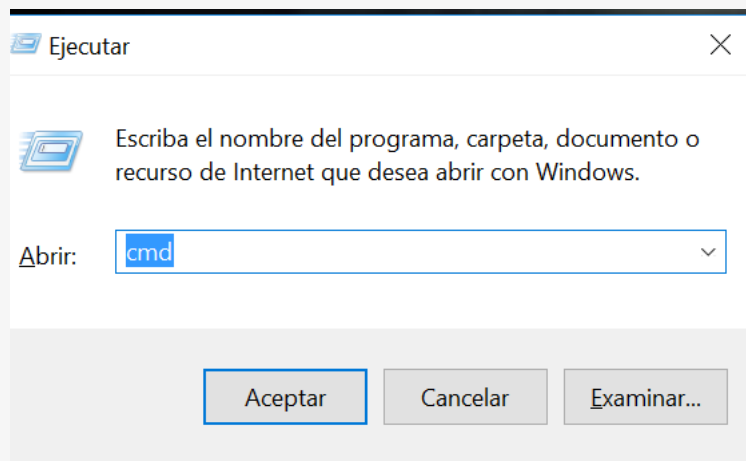 Ejecutar
Escriba el nombre del programa, carpeta, documento o
recurso de Internet que desea abrir con Windows.
Abrir: cmd
Aceptar Cancelar Examinar...